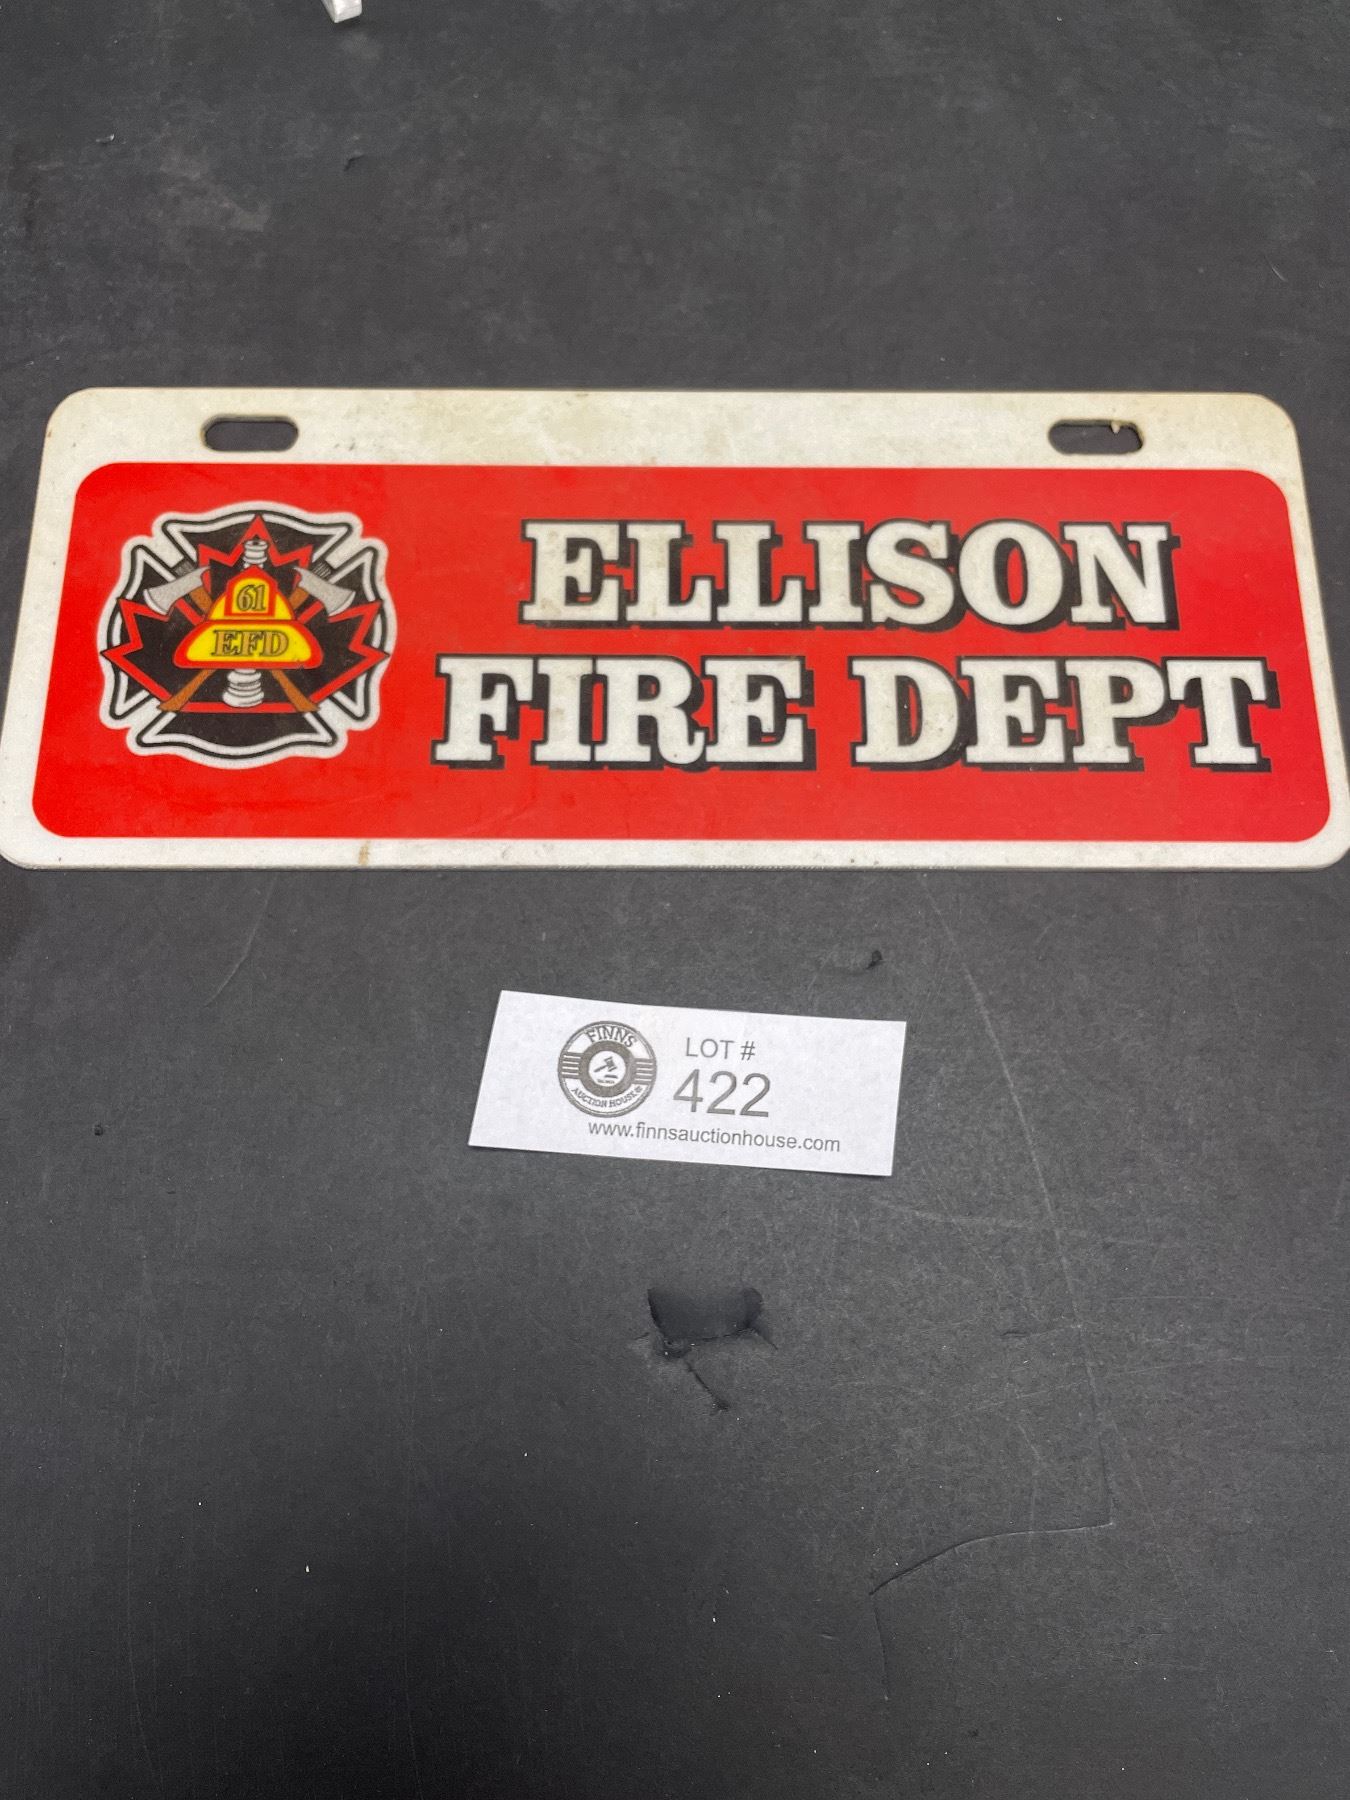 61
EFD
ELLISON
FIRE DEPT
FINNS
AUCTION HOUSE
LOT #
422
www.finnsauctionhouse.com